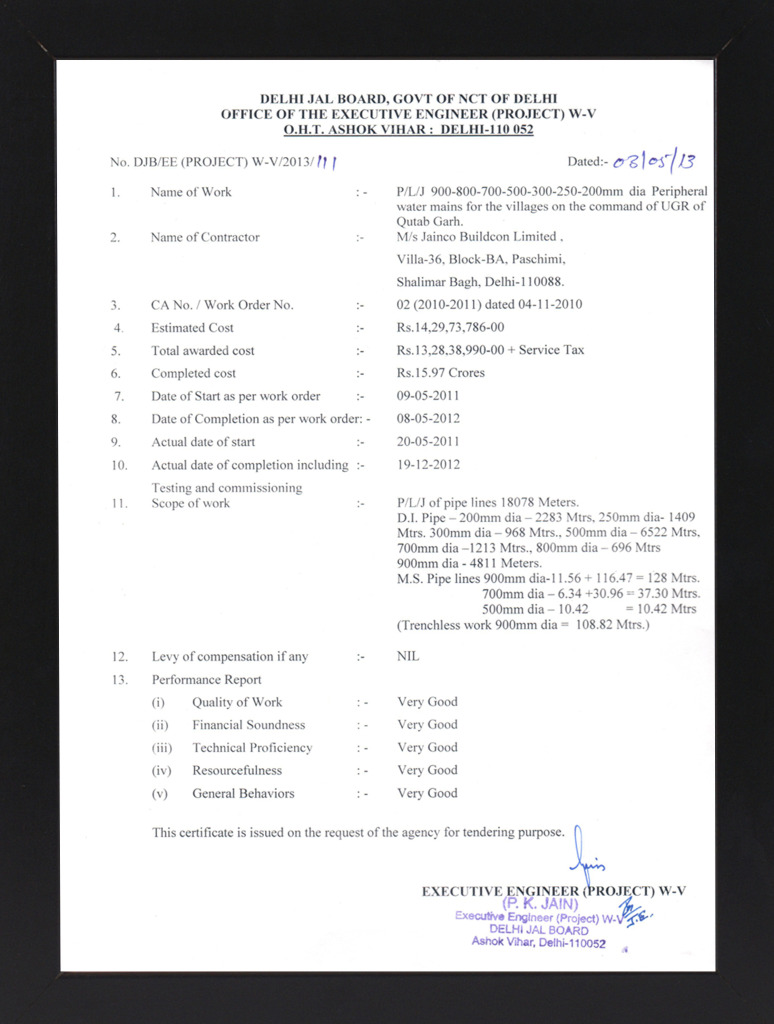 DELHI JAL BOARD, GOVT OF NCT OF DELHI
OFFICE OF THE EXECUTIVE ENGINEER (PROJECT) W-V
O.H.T. ASHOK VIHAR : DELHI-110 052
No. DJB/EE (PROJECT) W-V/2013/111 Dated:- 08/05/13
1. Name of Work : - P/L/J 900-800-700-500-300-250-200mm dia Peripheral
water mains for the villages on the command of UGR of
Qutab Garh.
2. Name of Contractor :- M/s Jainco Buildcon Limited ,
Villa-36, Block-BA, Paschimi,
Shalimar Bagh, Delhi-110088.
3. CA No. / Work Order No. :- 02 (2010-2011) dated 04-11-2010
4. Estimated Cost :- Rs.14,29,73,786-00
5. Total awarded cost :- Rs.13,28,38,990-00 + Service Tax
6. Completed cost :- Rs.15.97 Crores
7. Date of Start as per work order :- 09-05-2011
8. Date of Completion as per work order: - 08-05-2012
9. Actual date of start :- 20-05-2011
10. Actual date of completion including :- 19-12-2012
Testing and commissioning
11. Scope of work :- P/L/J of pipe lines 18078 Meters.
D.I. Pipe – 200mm dia – 2283 Mtrs, 250mm dia- 1409
Mtrs. 300mm dia – 968 Mtrs., 500mm dia – 6522 Mtrs,
700mm dia –1213 Mtrs., 800mm dia – 696 Mtrs
900mm dia - 4811 Meters.
M.S. Pipe lines 900mm dia-11.56 + 116.47 = 128 Mtrs.
700mm dia – 6.34 +30.96 = 37.30 Mtrs.
500mm dia – 10.42 = 10.42 Mtrs
(Trenchless work 900mm dia = 108.82 Mtrs.)
12. Levy of compensation if any :- NIL
13. Performance Report
(i) Quality of Work : - Very Good
(ii) Financial Soundness : - Very Good
(iii) Technical Proficiency : - Very Good
(iv) Resourcefulness : - Very Good
(v) General Behaviors : - Very Good
This certificate is issued on the request of the agency for tendering purpose.
EXECUTIVE ENGINEER (PROJECT) W-V
(P. K. JAIN)
Executive Engineer (Project) W-V
J.E.
DELHI JAL BOARD
Ashok Vihar, Delhi-110052